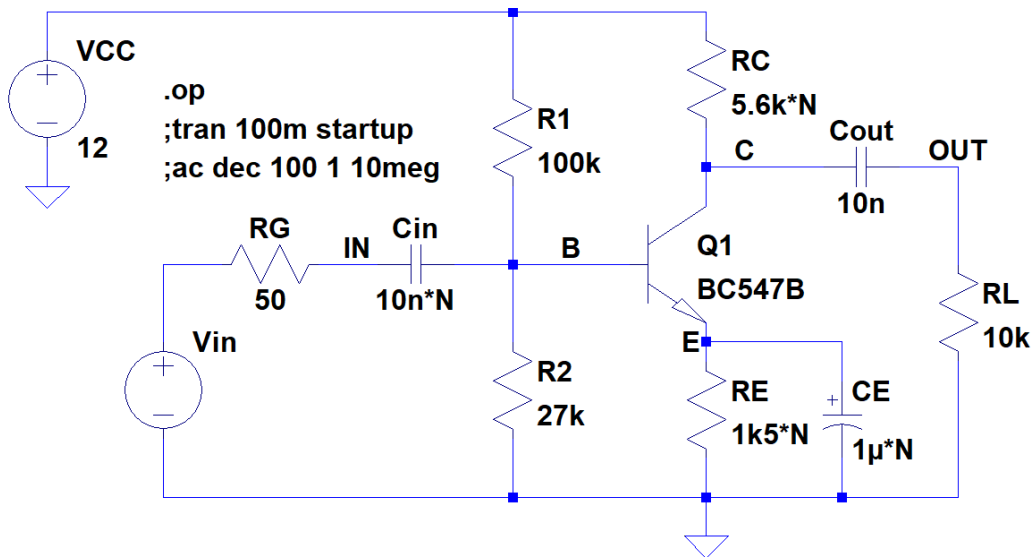 VCC
+
12
.op
;tran 100m startup
;ac dec 100 1 10meg
R1
100k
RC
5.6k*N
C
Cout
10n
OUT
RG
50
IN
Cin
10n*N
B
Q1
BC547B
RL
10k
Vin
+
E
R2
27k
RE
1k5*N
+
CE
1µ*N